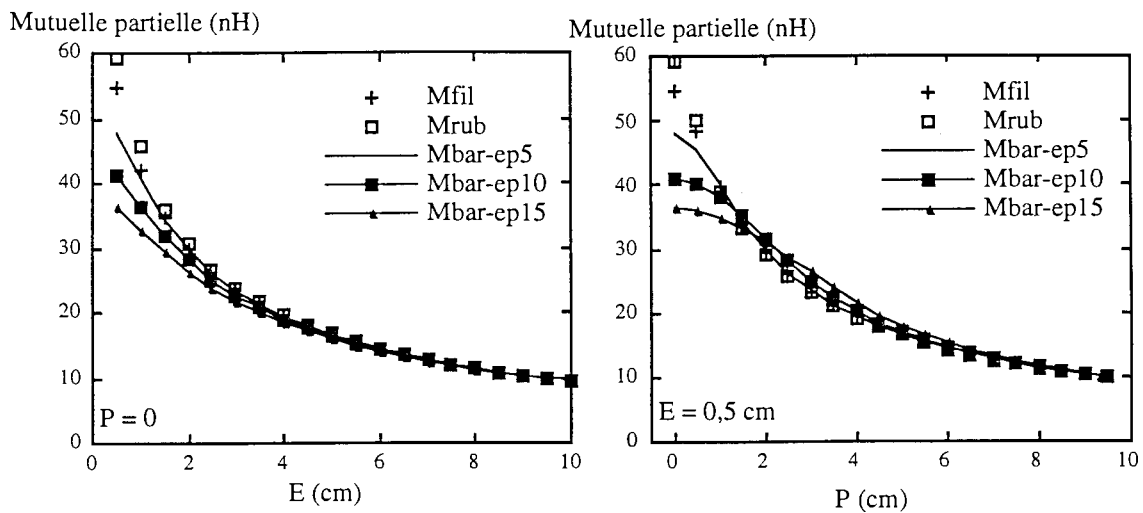 Mutuelle partielle (nH)
60
50
40
30
20
10
0
Mfil
Mrub
Mbar-ep5
Mbar-ep10
Mbar-ep15
P = 0
0 2 4 6 8 10
E (cm)
Mutuelle partielle (nH)
60
50
40
30
20
10
0
Mfil
Mrub
Mbar-ep5
Mbar-ep10
Mbar-ep15
E = 0,5 cm
0 2 4 6 8 10
P (cm)